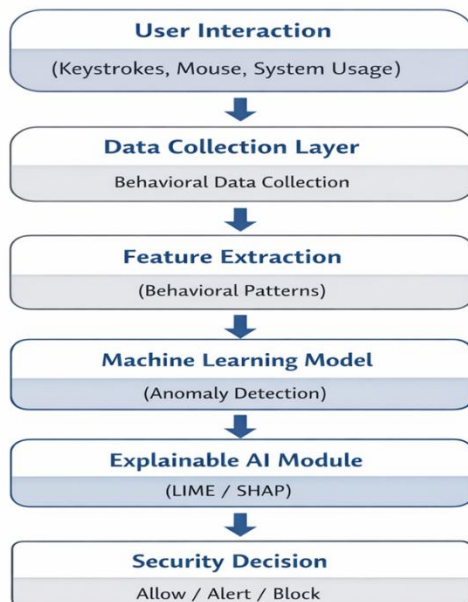 User Interaction
(Keystrokes, Mouse, System Usage)
Data Collection Layer
Behavioral Data Collection
Feature Extraction
(Behavioral Patterns)
Machine Learning Model
(Anomaly Detection)
Explainable AI Module
(LIME / SHAP)
Security Decision
Allow / Alert / Block